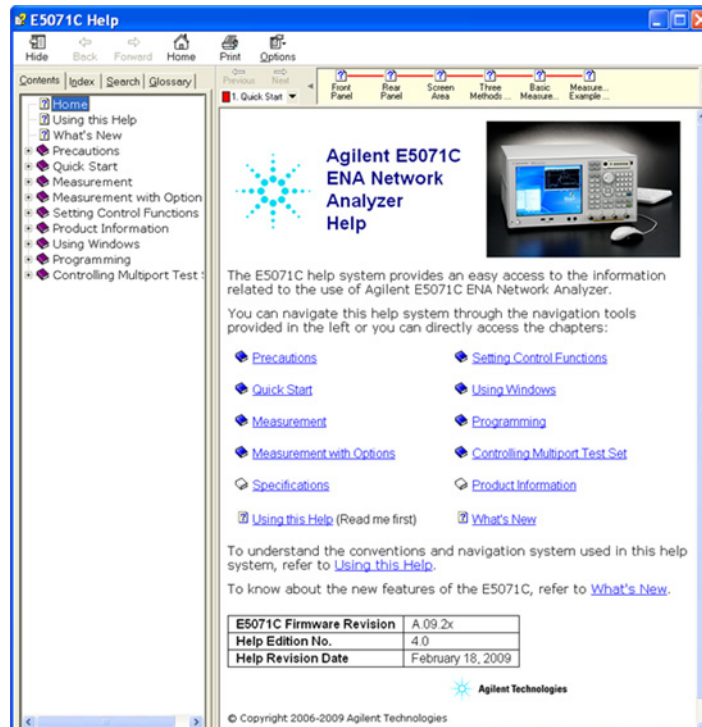 E5071C Help
Hide Back Forward Home Print Options
Contents Index Search Glossary
Home
Using this Help
What's New
Precautions
Quick Start
Measurement
Measurement with Option
Setting Control Functions
Product Information
Using Windows
Programming
Controlling Multiport Test
Previous Next
1. Quick Start
Front Panel
Rear Panel
Screen Area
Three Methods ...
Basic Measure...
Measure... Example ...
Agilent E5071C
ENA Network
Analyzer
Help
The E5071C help system provides an easy access to the information
related to the use of Agilent E5071C ENA Network Analyzer.
You can navigate this help system through the navigation tools
provided in the left or you can directly access the chapters:
Precautions Setting Control Functions
Quick Start Using Windows
Measurement Programming
Measurement with Options Controlling Multiport Test Set
Specifications Product Information
Using this Help (Read me first) What's New
To understand the conventions and navigation system used in this help
system, refer to Using this Help.
To know about the new features of the E5071C, refer to What's New.
E5071C Firmware Revision A.09.2x
Help Edition No. 4.0
Help Revision Date February 18, 2009
Agilent Technologies
© Copyright 2006-2009 Agilent Technologies